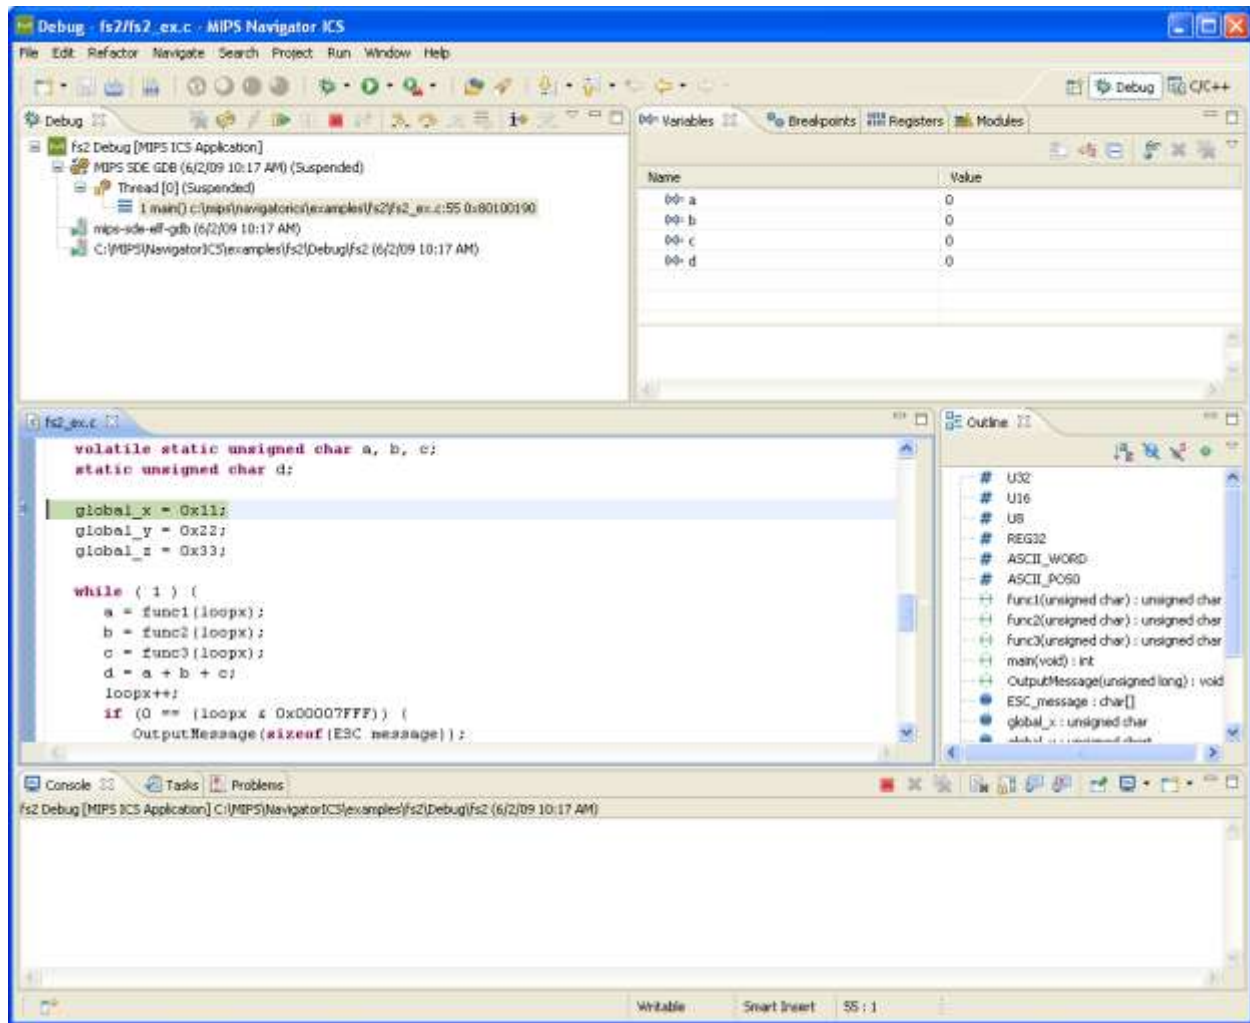 Debug - fs2/fs2_ex.c - MIPS Navigator ICS
File Edit Refactor Navigate Search Project Run Window Help
Debug C/C++
Debug
fs2 Debug [MIPS ICS Application]
MIPS SDE GDB (6/2/09 10:17 AM) (Suspended)
Thread [0] (Suspended)
1 main() c:\mips\navigatorics\examples\fs2\fs2_ex.c:55 0x80100190
mips-sde-elf-gdb (6/2/09 10:17 AM)
C:\MIPS\NavigatorICS\examples\fs2\Debug\fs2 (6/2/09 10:17 AM)
Variables Breakpoints Registers Modules
Name Value
a 0
b 0
c 0
d 0
fs2_ex.c
volatile static unsigned char a, b, c;
static unsigned char d;
global_x = 0x11;
global_y = 0x22;
global_z = 0x33;
while ( 1 ) {
a = func1(loopx);
b = func2(loopx);
c = func3(loopx);
d = a + b + c;
loopx++;
if (0 == (loopx & 0x00007FFF)) {
OutputMessage(sizeof(ESC_message));
Outline
U32
U16
U8
REG32
ASCII_WORD
ASCII_POS0
func1(unsigned char) : unsigned char
func2(unsigned char) : unsigned char
func3(unsigned char) : unsigned char
main(void) : int
OutputMessage(unsigned long) : void
ESC_message : char[]
global_x : unsigned char
Console Tasks Problems
fs2 Debug [MIPS ICS Application] C:\MIPS\NavigatorICS\examples\fs2\Debug\fs2 (6/2/09 10:17 AM)
Writable Smart Insert 55 : 1